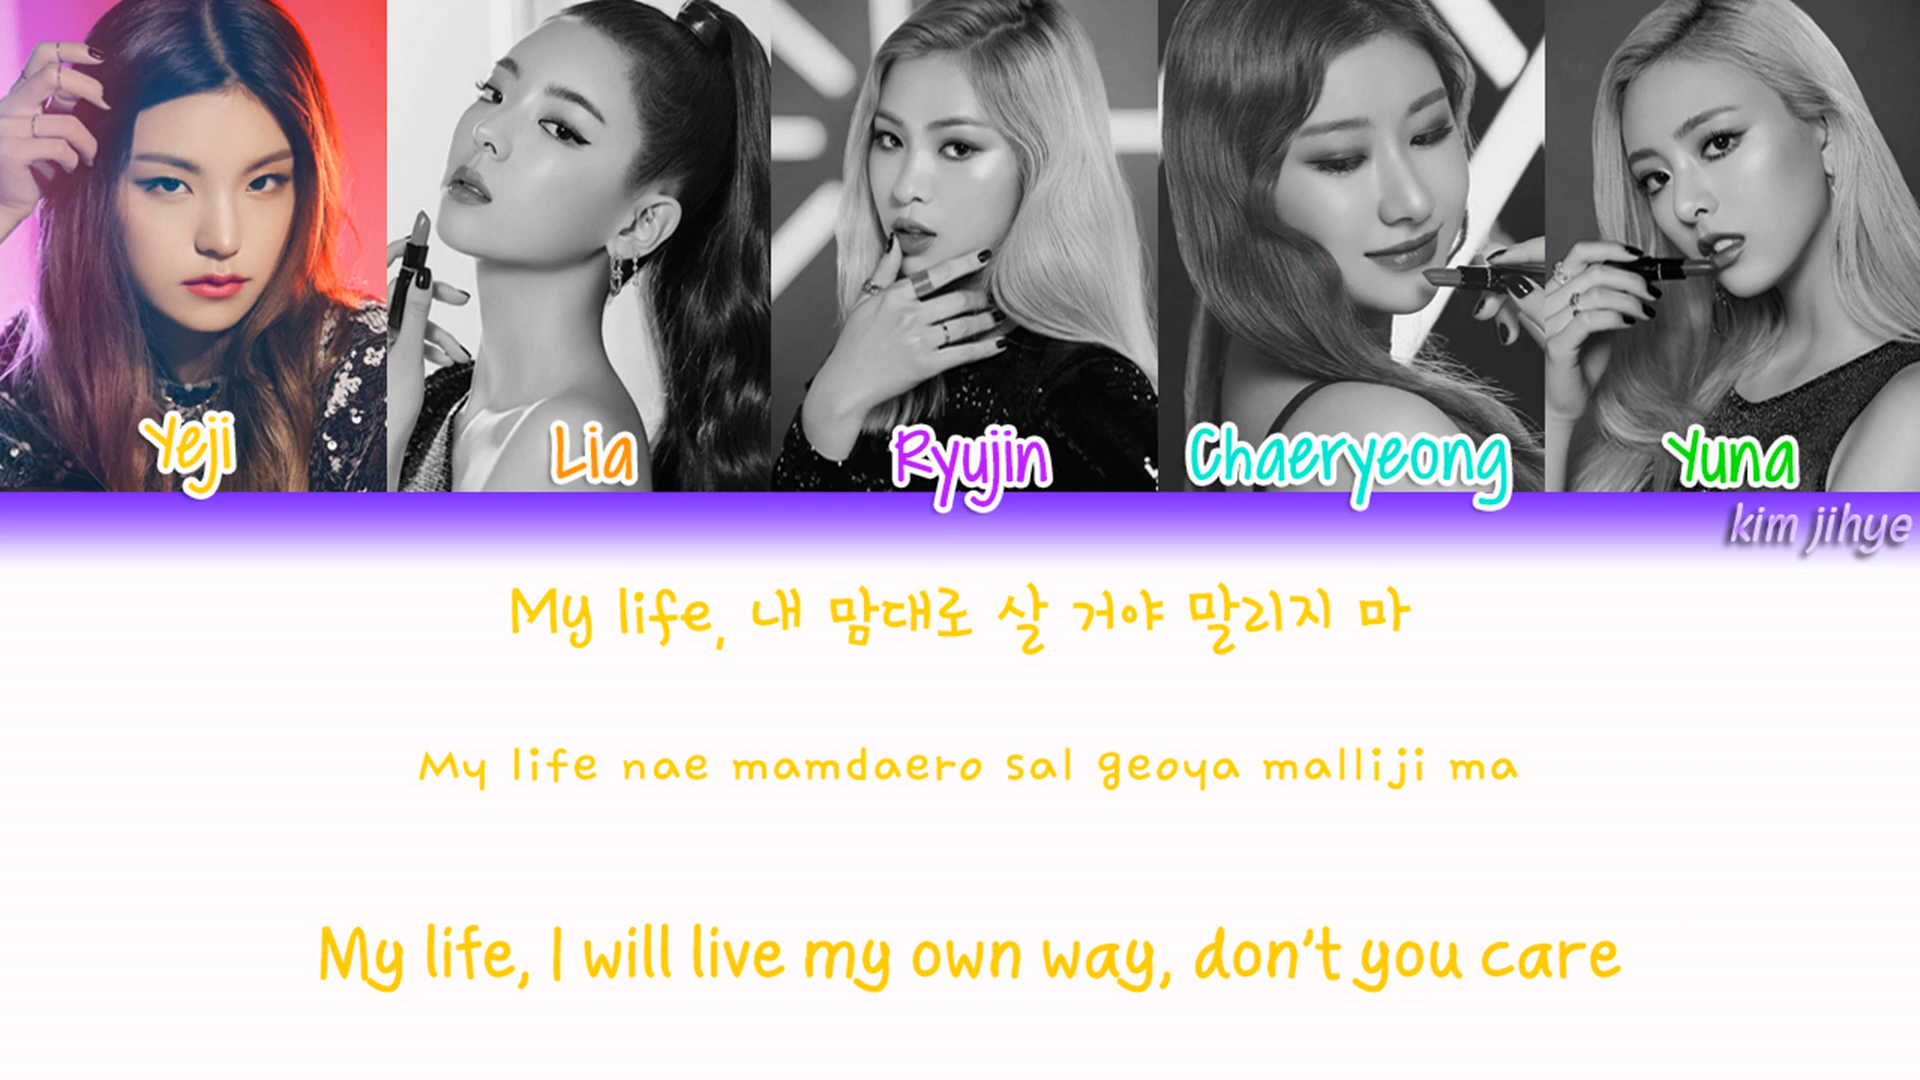 Yeji
Lia
Ryujin
Chaeryeong
Yuna
kim jihye
My life, 내 맘대로 살 거야 말리지 마
My life nae mamdaero sal geoya malliji ma
My life, I will live my own way, don't you care